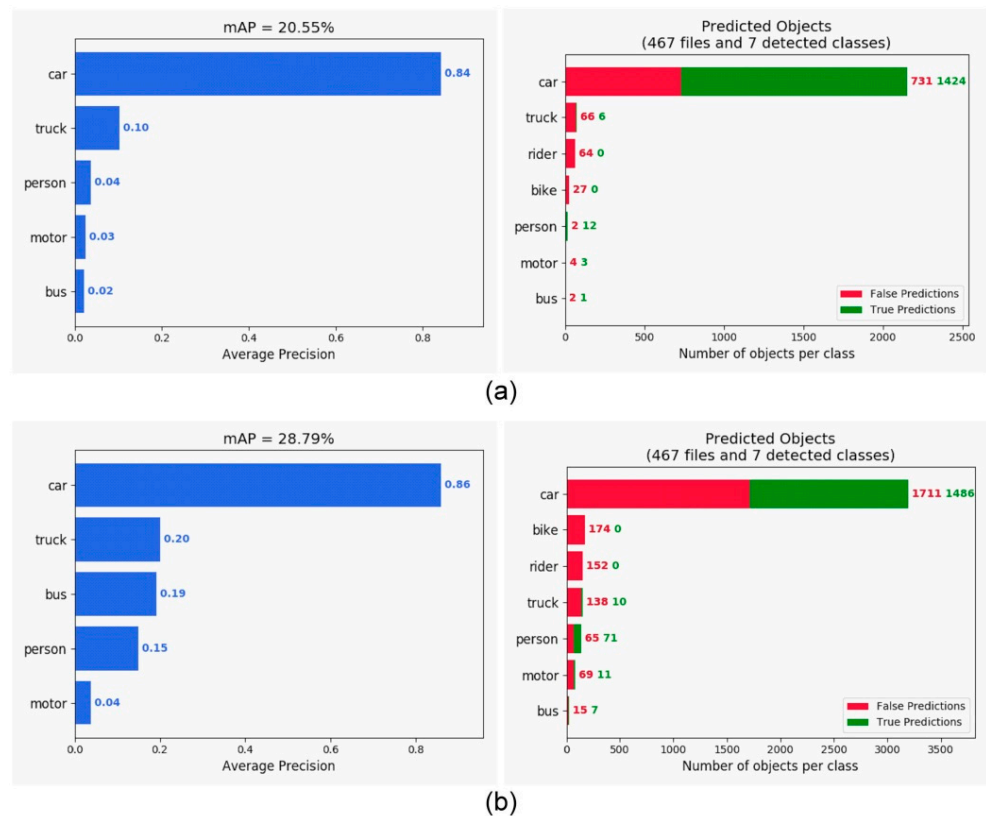 mAP = 20.55%
car
0.84
truck
0.10
person
0.04
motor
0.03
bus
0.02
0.0 0.2 0.4 0.6 0.8
Average Precision
Predicted Objects
(467 files and 7 detected classes)
car
731 1424
truck
66 6
rider
64 0
bike
27 0
person
2 12
motor
4 3
bus
2 1
False Predictions
True Predictions
0 500 1000 1500 2000 2500
Number of objects per class
(a)
mAP = 28.79%
car
0.86
truck
0.20
bus
0.19
person
0.15
motor
0.04
0.0 0.2 0.4 0.6 0.8
Average Precision
Predicted Objects
(467 files and 7 detected classes)
car
1711 1486
bike
174 0
rider
152 0
truck
138 10
person
65 71
motor
69 11
bus
15 7
False Predictions
True Predictions
0 500 1000 1500 2000 2500 3000 3500
Number of objects per class
(b)